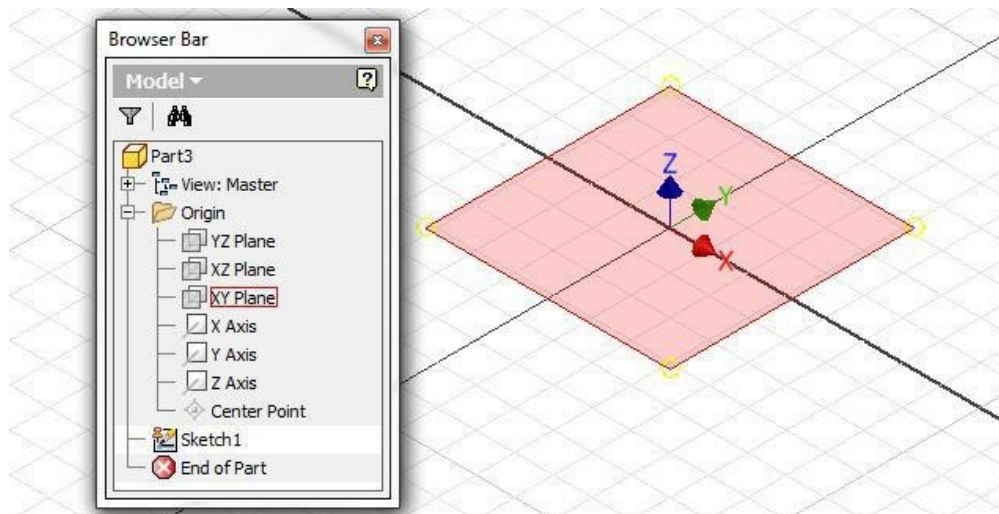 Browser Bar
Model
Part3
View: Master
Origin
YZ Plane
XZ Plane
XY Plane
X Axis
Y Axis
Z Axis
Center Point
Sketch1
End of Part
Z
Y
X